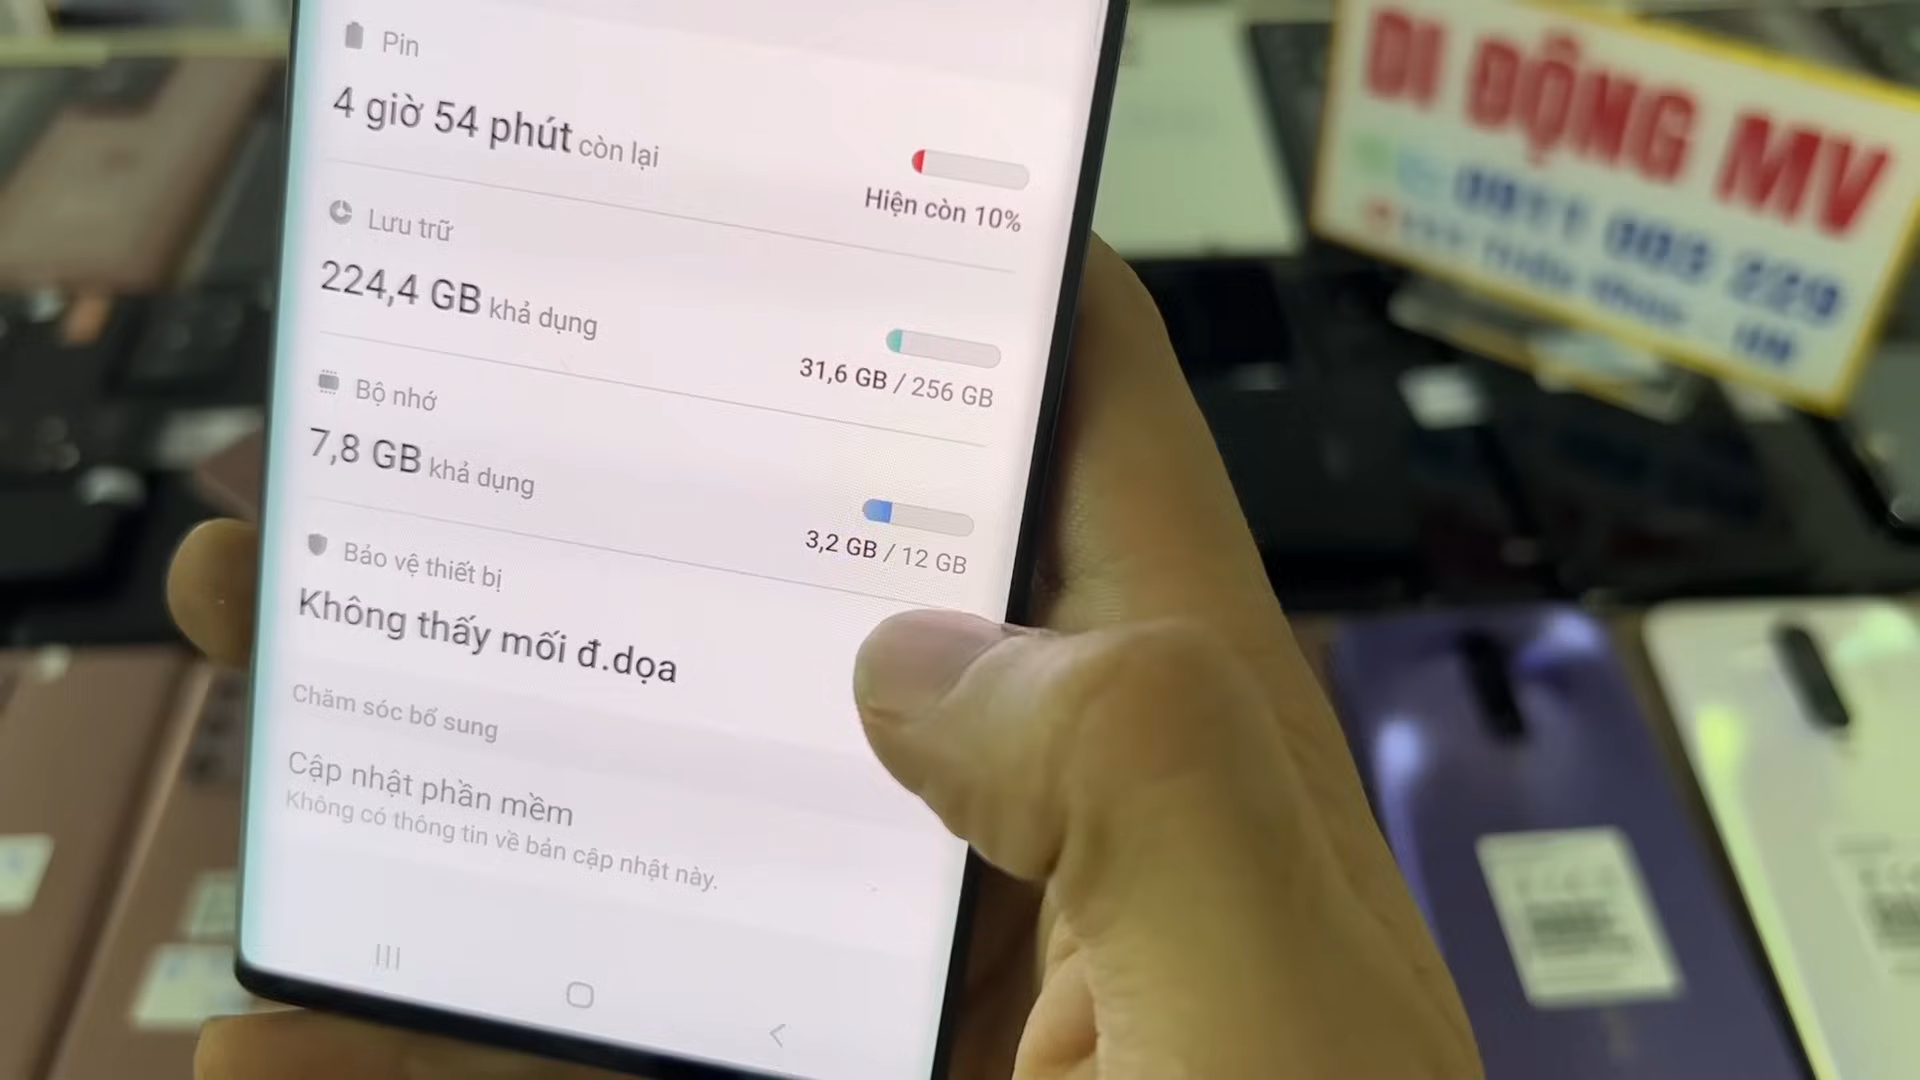 Pin
4 giờ 54 phút còn lại
Hiện còn 10%
Lưu trữ
224,4 GB khả dụng
31,6 GB / 256 GB
Bộ nhớ
7,8 GB khả dụng
3,2 GB / 12 GB
Bảo vệ thiết bị
Không thấy mối đ.dọa
Chăm sóc bổ sung
Cập nhật phần mềm
Không có thông tin về bản cập nhật này.
DI ĐỘNG MV